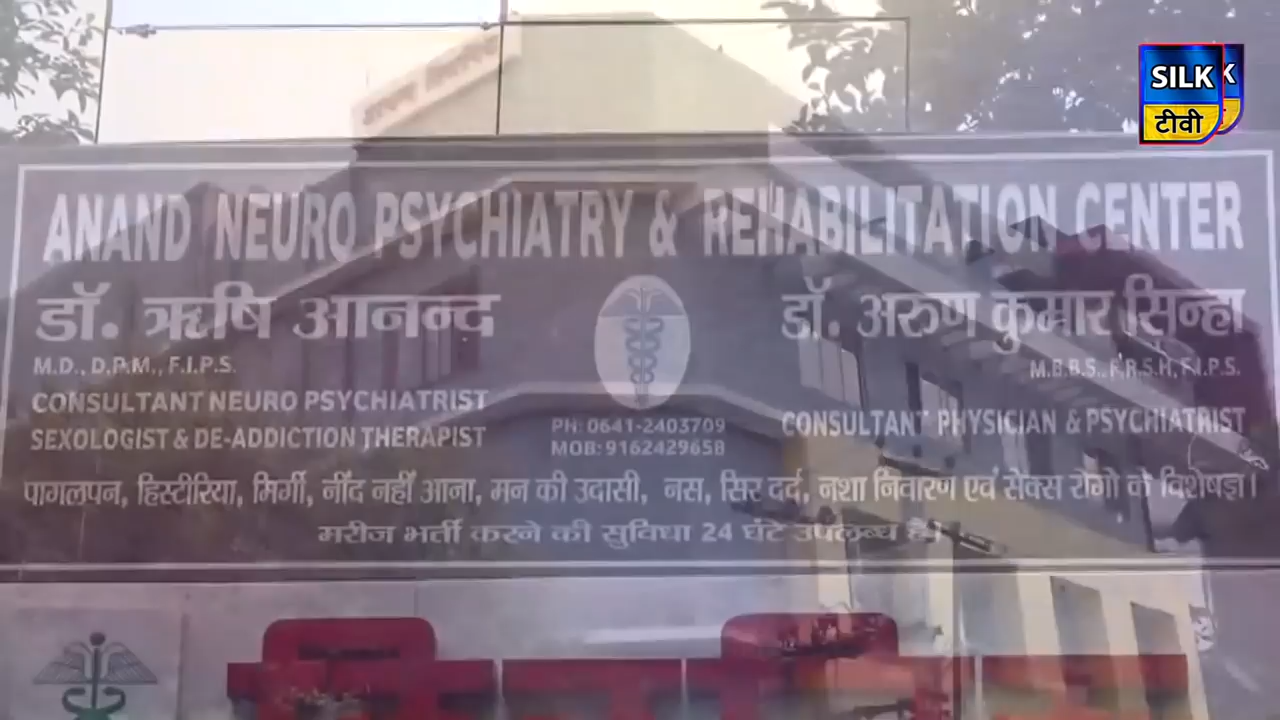 SILK
टीवी
ANAND NEURO PSYCHIATRY & REHABILITATION CENTER
डॉ. ऋषि आनन्द
M.D., D.P.M., F.I.P.S.
CONSULTANT NEURO PSYCHIATRIST
SEXOLOGIST & DE-ADDICTION THERAPIST
PH: 0641-2403709
MOB: 9162429658
डॉ. अरुण कुमार सिन्हा
M.B.B.S., F.R.S.H, F.I.P.S.
CONSULTANT PHYSICIAN & PSYCHIATRIST
पागलपन, हिस्टीरिया, मिर्गी, नींद नहीं आना, मन की उदासी, नस, सिर दर्द, नशा निवारण एवं सेक्स रोगो के विशेषज्ञ।
मरीज भर्ती करने की सुविधा 24 घंटे उपलब्ध है।